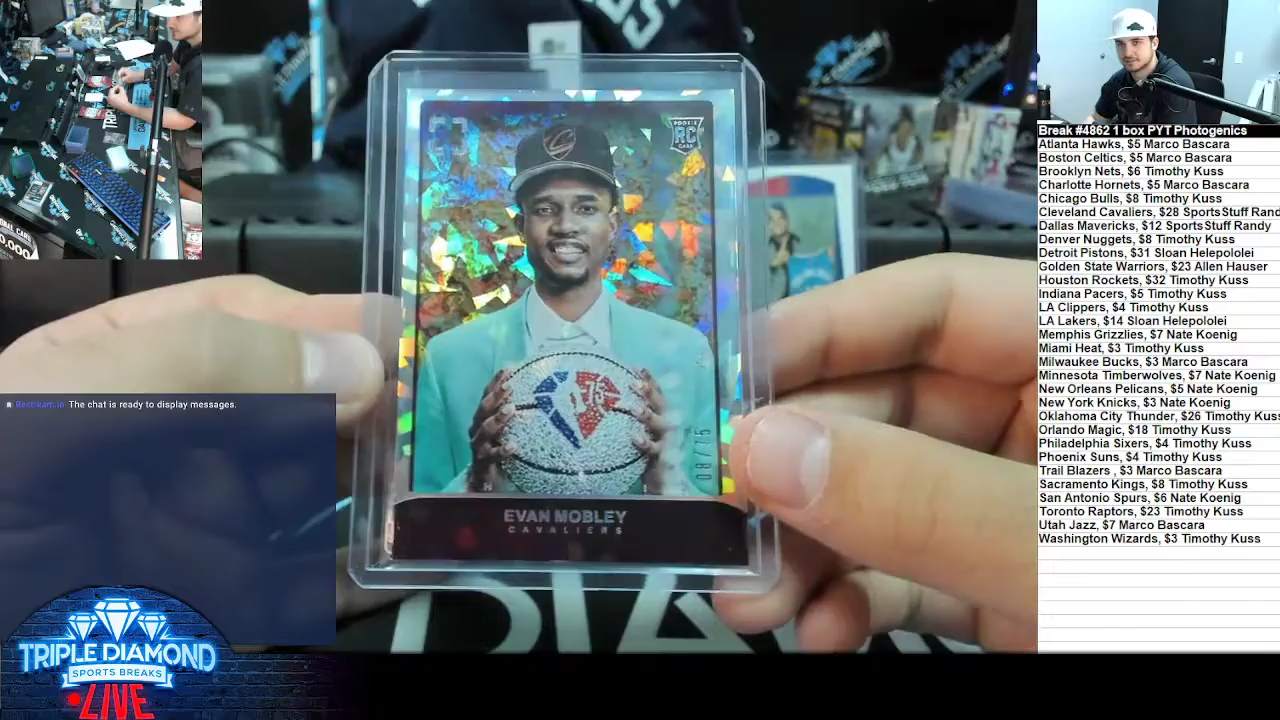 ROOKIE
RC
CARD
75
08/75
EVAN MOBLEY
CAVALIERS
DIA
Restream.io The chat is ready to display messages.
TRIPLE DIAMOND
SPORTS BREAKS
LIVE
Break #4862 1 box PYT Photogenics
Atlanta Hawks, $5 Marco Bascara
Boston Celtics, $5 Marco Bascara
Brooklyn Nets, $6 Timothy Kuss
Charlotte Hornets, $5 Marco Bascara
Chicago Bulls, $8 Timothy Kuss
Cleveland Cavaliers, $28 SportsStuff Rand
Dallas Mavericks, $12 SportsStuff Randy
Denver Nuggets, $8 Timothy Kuss
Detroit Pistons, $31 Sloan Helepololei
Golden State Warriors, $23 Allen Hauser
Houston Rockets, $32 Timothy Kuss
Indiana Pacers, $5 Timothy Kuss
LA Clippers, $4 Timothy Kuss
LA Lakers, $14 Sloan Helepololei
Memphis Grizzlies, $7 Nate Koenig
Miami Heat, $3 Timothy Kuss
Milwaukee Bucks, $3 Marco Bascara
Minnesota Timberwolves, $7 Nate Koenig
New Orleans Pelicans, $5 Nate Koenig
New York Knicks, $3 Nate Koenig
Oklahoma City Thunder, $26 Timothy Kuss
Orlando Magic, $18 Timothy Kuss
Philadelphia Sixers, $4 Timothy Kuss
Phoenix Suns, $4 Timothy Kuss
Trail Blazers , $3 Marco Bascara
Sacramento Kings, $8 Timothy Kuss
San Antonio Spurs, $6 Nate Koenig
Toronto Raptors, $23 Timothy Kuss
Utah Jazz, $7 Marco Bascara
Washington Wizards, $3 Timothy Kuss